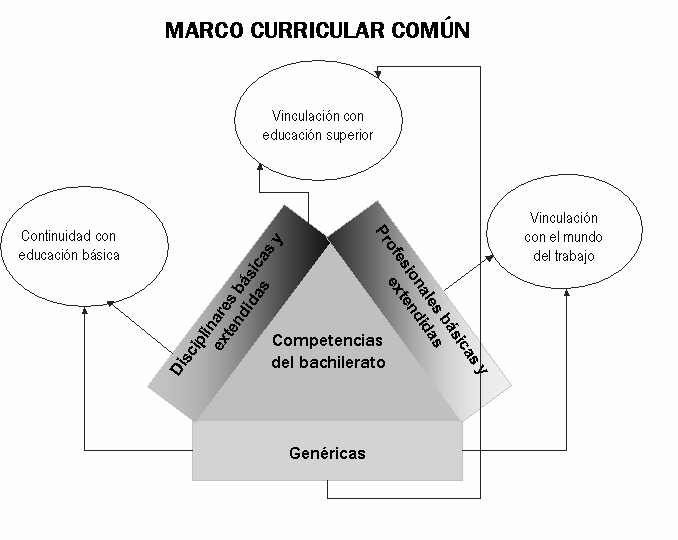 MARCO CURRICULAR COMÚN
Vinculación con
educación superior
Continuidad con
educación básica
Vinculación
con el mundo
del trabajo
Disciplinares básicas y
extendidas
Profesionales básicas y
extendidas
Competencias
del bachilerato
Genéricas